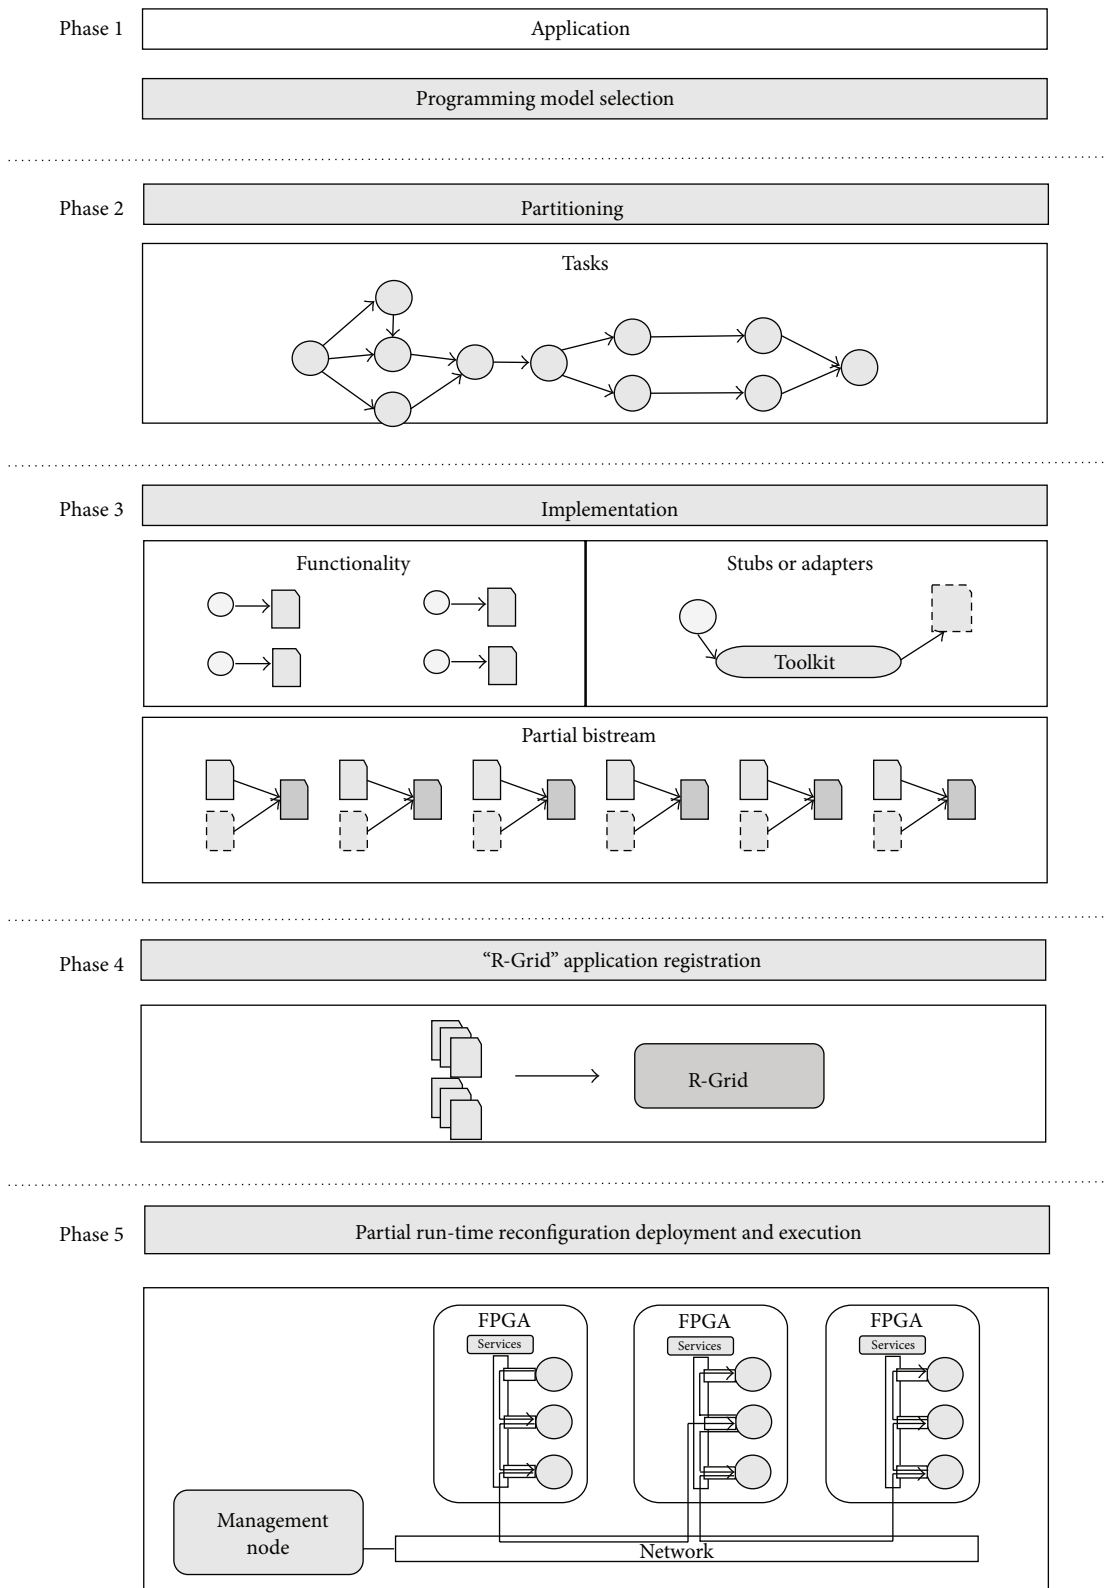 Phase 1
Application
Programming model selection
Phase 2
Partitioning
Tasks
Phase 3
Implementation
Functionality
Stubs or adapters
Toolkit
Partial bistream
Phase 4
“R-Grid” application registration
R-Grid
Phase 5
Partial run-time reconfiguration deployment and execution
FPGA
Services
FPGA
Services
FPGA
Services
Management
node
Network